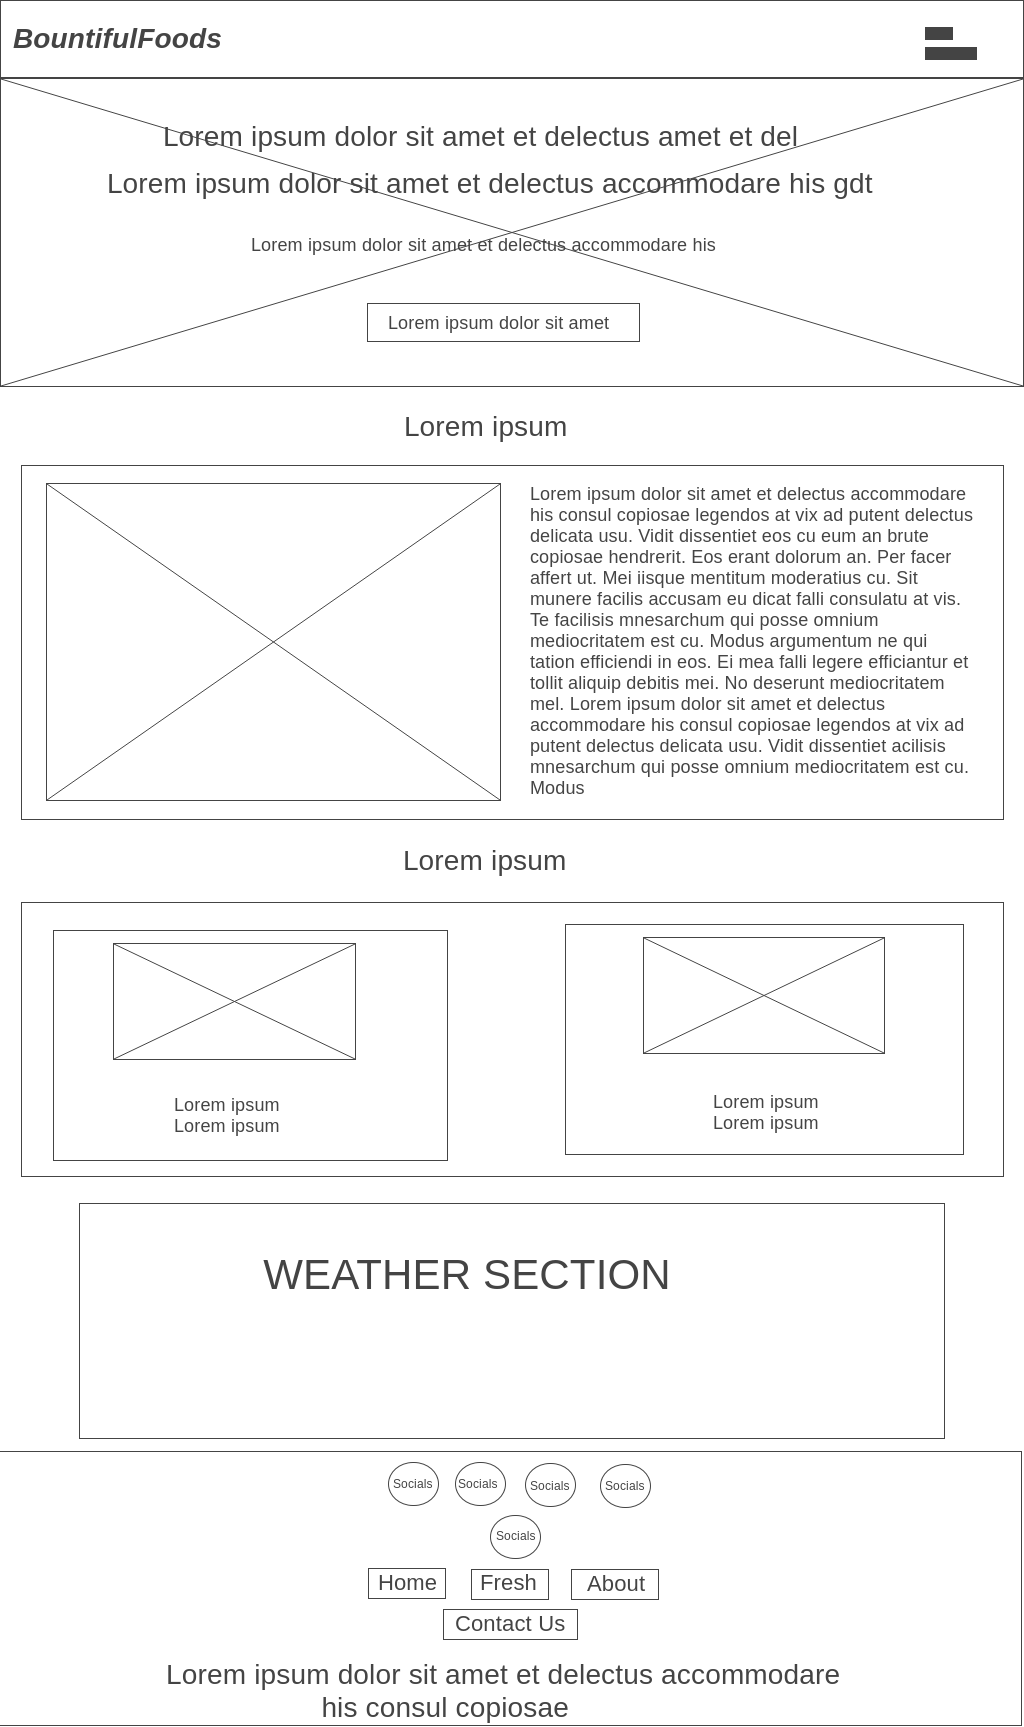 BountifulFoods
Lorem ipsum dolor sit amet et delectus amet et del
Lorem ipsum dolor sit amet et delectus accommodare his gdt
Lorem ipsum dolor sit amet et delectus accommodare his
Lorem ipsum dolor sit amet
Lorem ipsum
Lorem ipsum dolor sit amet et delectus accommodare
his consul copiosae legendos at vix ad putent delectus
delicata usu. Vidit dissentiet eos cu eum an brute
copiosae hendrerit. Eos erant dolorum an. Per facer
affert ut. Mei iisque mentitum moderatius cu. Sit
munere facilis accusam eu dicat falli consulatu at vis.
Te facilisis mnesarchum qui posse omnium
mediocritatem est cu. Modus argumentum ne qui
tation efficiendi in eos. Ei mea falli legere efficiantur et
tollit aliquip debitis mei. No deserunt mediocritatem
mel. Lorem ipsum dolor sit amet et delectus
accommodare his consul copiosae legendos at vix ad
putent delectus delicata usu. Vidit dissentiet acilisis
mnesarchum qui posse omnium mediocritatem est cu.
Modus
Lorem ipsum
Lorem ipsum
Lorem ipsum
Lorem ipsum
Lorem ipsum
WEATHER SECTION
Socials
Socials
Socials
Socials
Socials
Home
Fresh
About
Contact Us
Lorem ipsum dolor sit amet et delectus accommodare
his consul copiosae